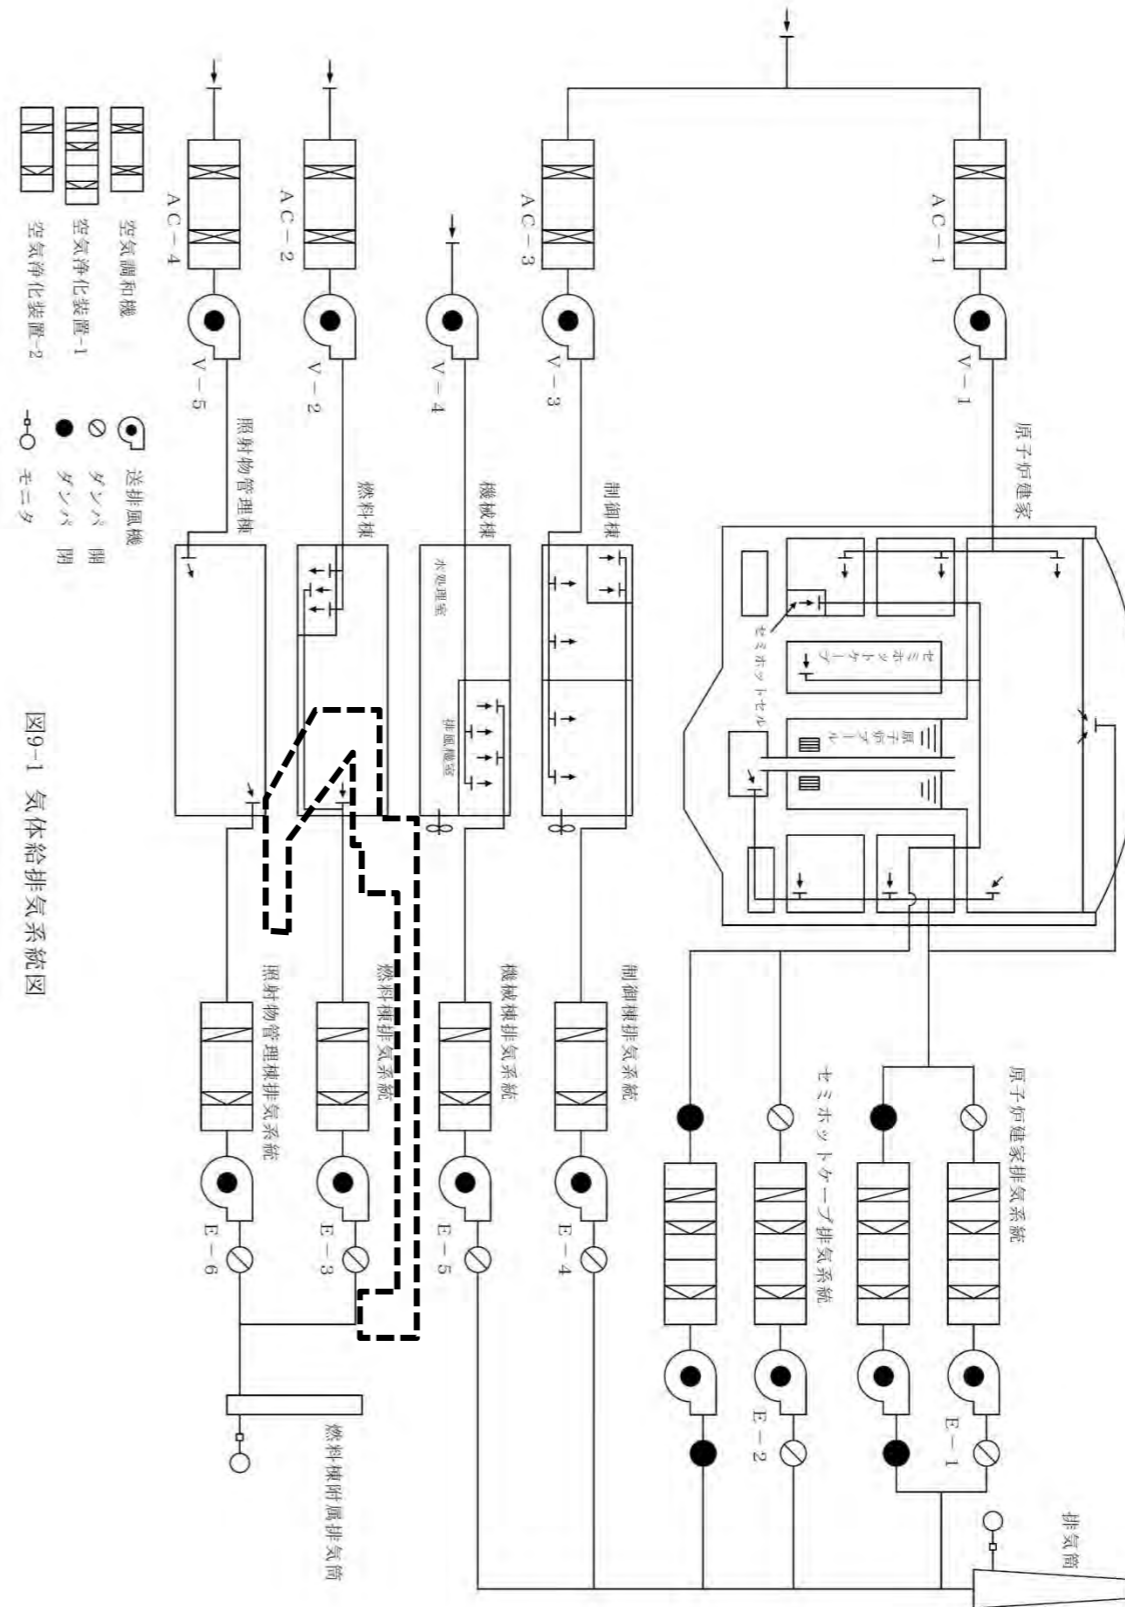 原子炉建家
AC-1
V-1
セミホットセル
セミホットケーブ
原子炉プール
原子炉建家排気系統
E-1
セミホットケーブ排気系統
E-2
排気筒
AC-3
V-3
制御棟
制御棟排気系統
E-4
V-4
機械棟
水処理室
排風機室
機械棟排気系統
E-5
AC-2
V-2
燃料棟
燃料棟排気系統
E-3
AC-4
V-5
照射物管理棟
照射物管理棟排気系統
E-6
燃料棟附属排気筒
空気調和機
空気浄化装置-1
空気浄化装置-2
送排風機
ダンパ 開
ダンパ 閉
モニタ
図9-1 気体給排気系統図